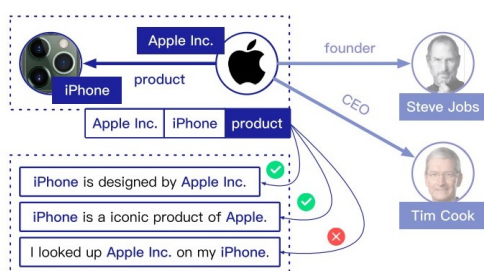 Apple Inc.
founder
product
iPhone
Steve Jobs
CEO
Apple Inc. iPhone product
iPhone is designed by Apple Inc.
iPhone is a iconic product of Apple.
I looked up Apple Inc. on my iPhone.
Tim Cook